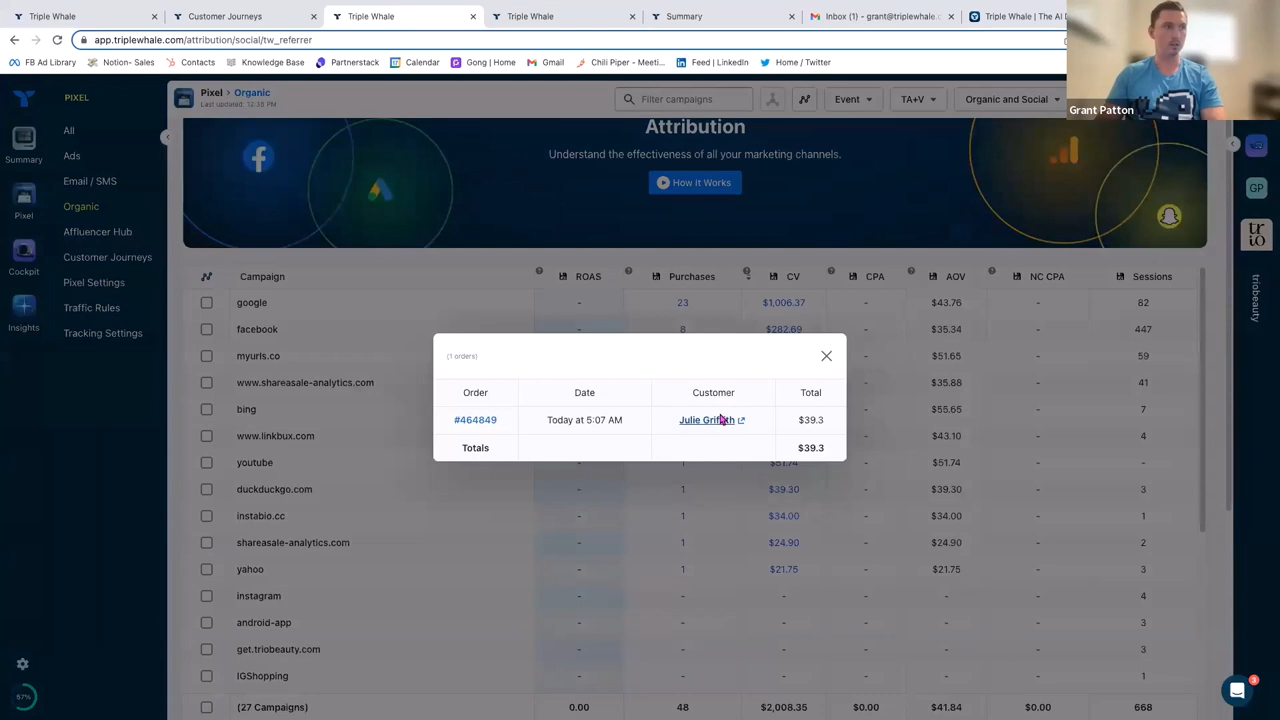 Triple Whale
Customer Journeys
Triple Whale
Triple Whale
Summary
Inbox (1) - grant@triplewhale.
Triple Whale | The AI D
app.triplewhale.com/attribution/social/tw_referrer
FB Ad Library
Notion- Sales
Contacts
Knowledge Base
Partnerstack
Calendar
Gong | Home
Gmail
Chili Piper - Meeti...
Feed | LinkedIn
Home / Twitter
Grant Patton
PIXEL
Pixel > Organic
Last updated: 12:38 PM
Filter campaigns
Event
TA+V
Organic and Social
Summary
Pixel
Cockpit
Insights
57%
All
Ads
Email / SMS
Organic
Affluencer Hub
Customer Journeys
Pixel Settings
Traffic Rules
Tracking Settings
Attribution
Understand the effectiveness of all your marketing channels.
How It Works
Campaign ROAS Purchases CV CPA AOV NC CPA Sessions
google - 23 $1,006.37 - $43.76 - 82
facebook - 8 $282.69 - $35.34 - 447
myurls.co $51.65 - 59
www.shareasale-analytics.com $35.88 - 41
bing $55.65 - 7
www.linkbux.com $43.10 -
youtube $51.74 - $51.74 - -
duckduckgo.com - 1 $39.30 - $39.30 - 3
instabio.cc - 1 $34.00 - $34.00 - 1
shareasale-analytics.com - 1 $24.90 - $24.90 - 2
yahoo - 1 $21.75 - $21.75 - -
instagram - - - - - - 4
android-app - - - - - - 3
get.triobeauty.com - - - - - - 3
IGShopping - - - - - - -
(27 Campaigns) 0.00 48 $2,008.35 $0.00 $41.84 $0.00 668
(1 orders)
Order Date Customer Total
#464849 Today at 5:07 AM Julie Griffith $39.3
Totals $39.3
GP
trio
triobeauty
3